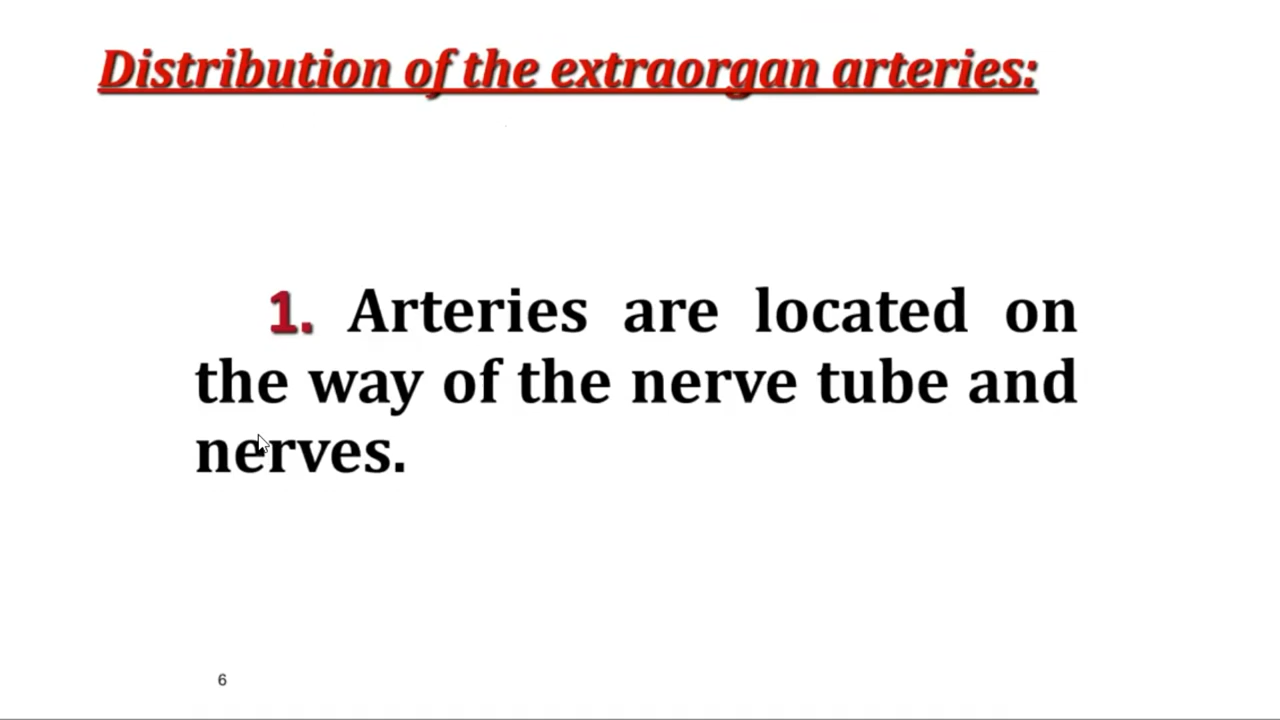 Distribution of the extraorgan arteries:
1. Arteries are located on
the way of the nerve tube and
nerves.
6